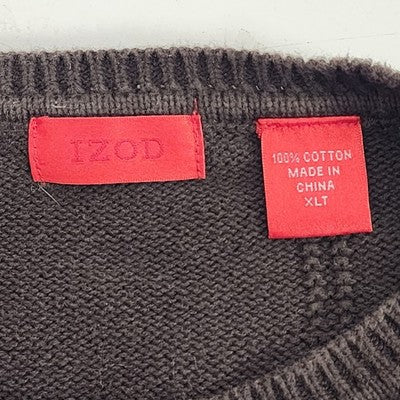 IZOD
100% COTTON
MADE IN
CHINA
XLT